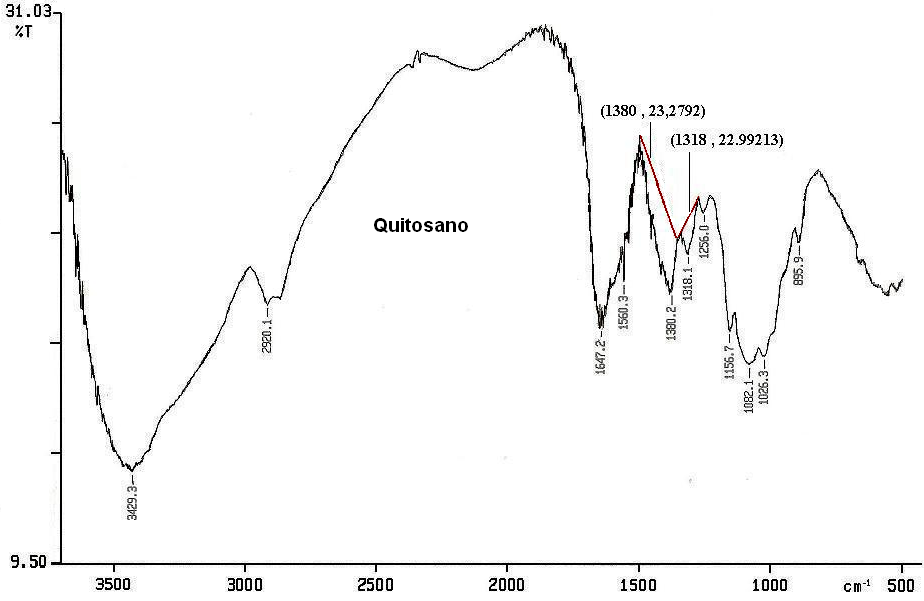 31.03
%T
(1380 , 23,2792)
(1318 , 22.99213)
Quitosano
3429.3
2920.1
1647.2
1560.3
1380.2
1318.1
1256.0
1156.7
1082.1
1026.3
895.9
9.50
3500 3000 2500 2000 1500 1000 cm⁻¹ 500